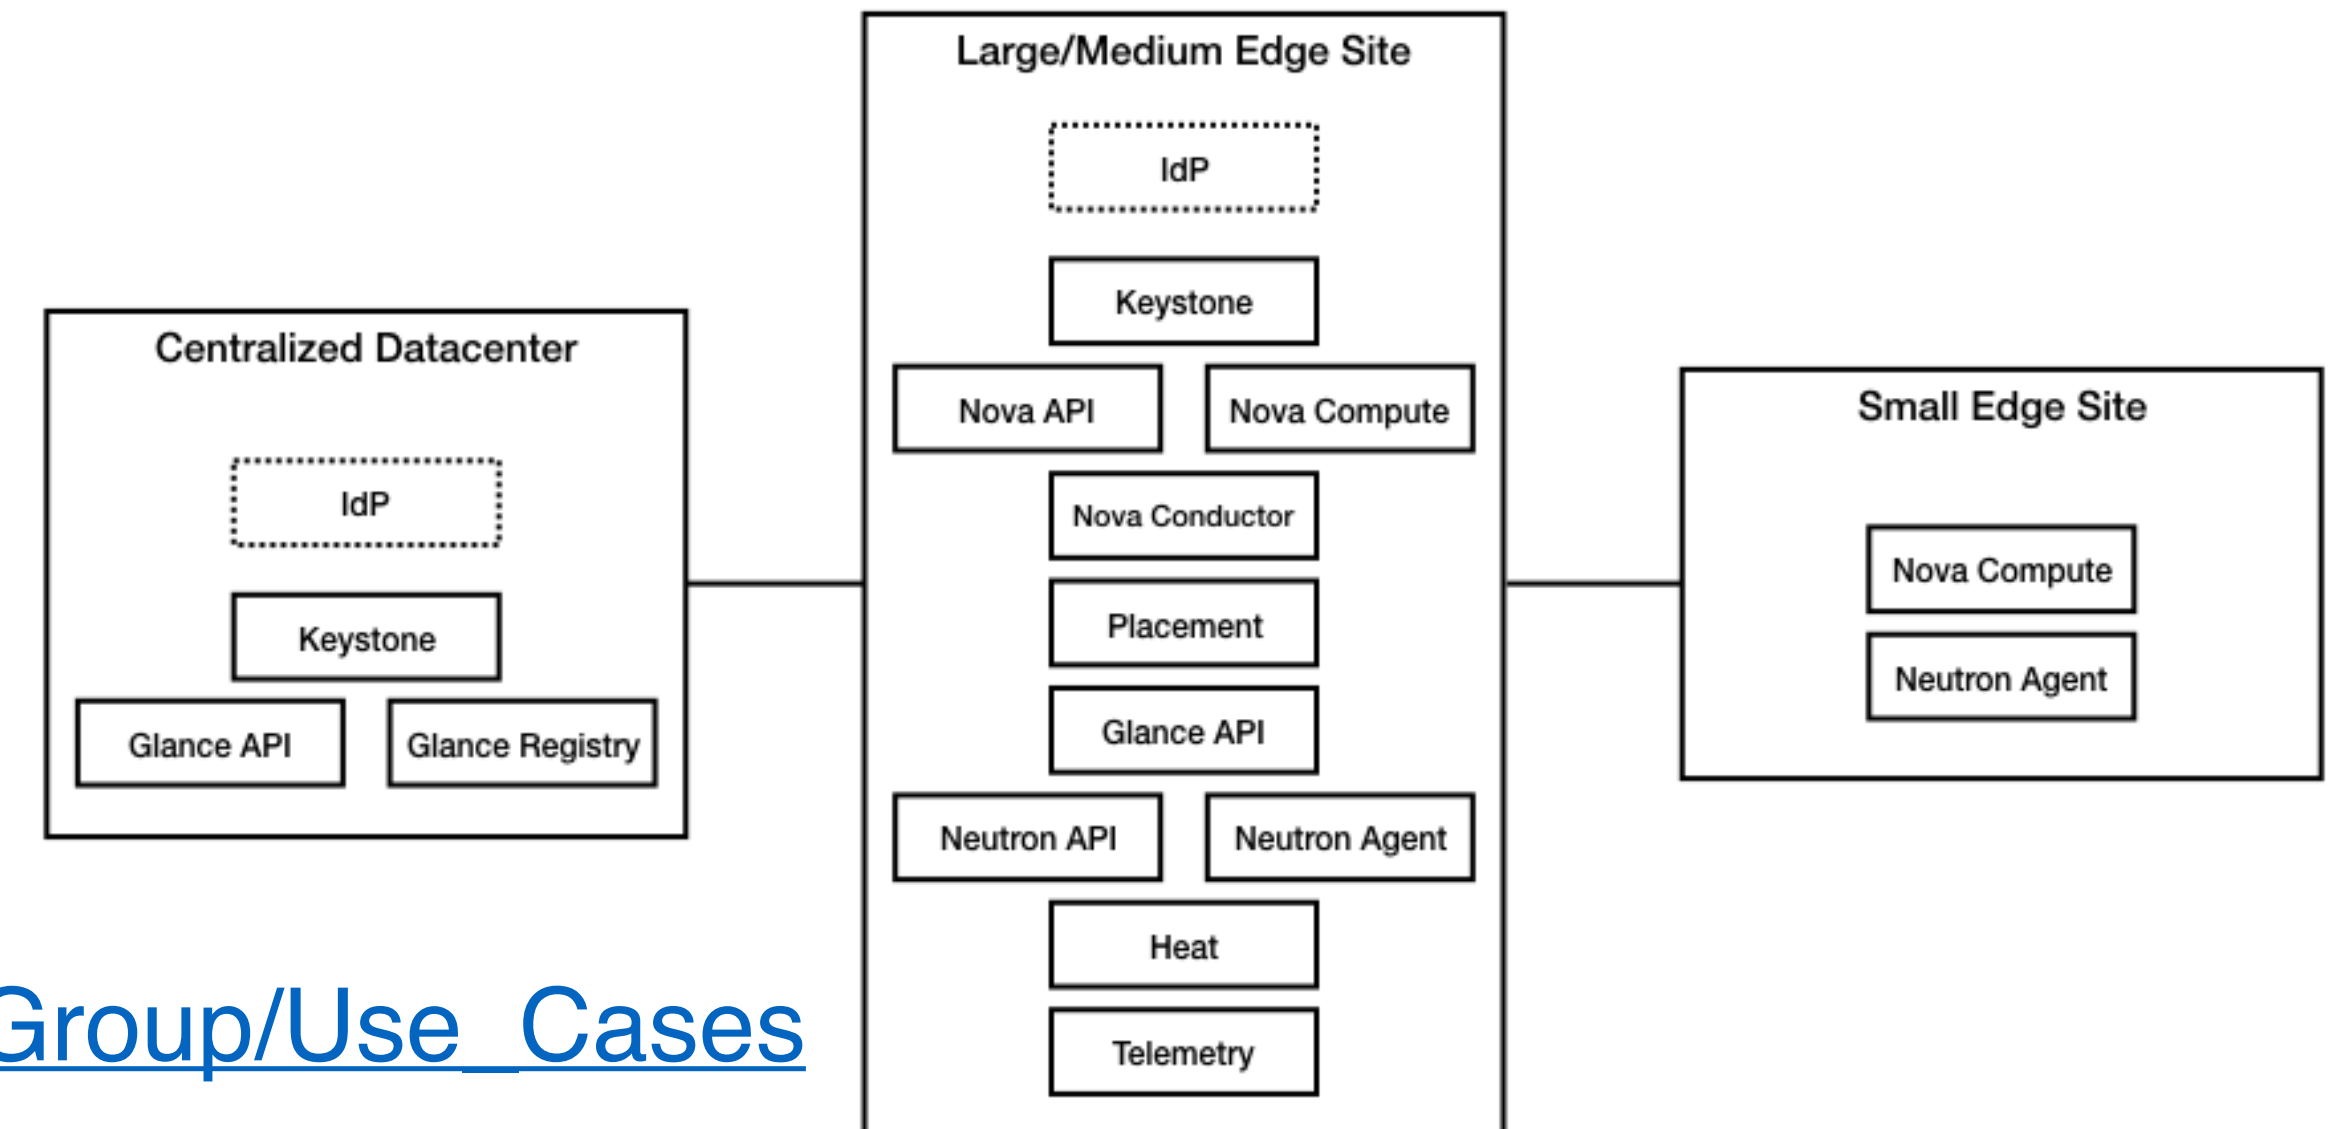 Centralized Datacenter
IdP
Keystone
Glance API Glance Registry
Large/Medium Edge Site
IdP
Keystone
Nova API Nova Compute
Nova Conductor
Placement
Glance API
Neutron API Neutron Agent
Heat
Telemetry
Small Edge Site
Nova Compute
Neutron Agent
Group/Use_Cases